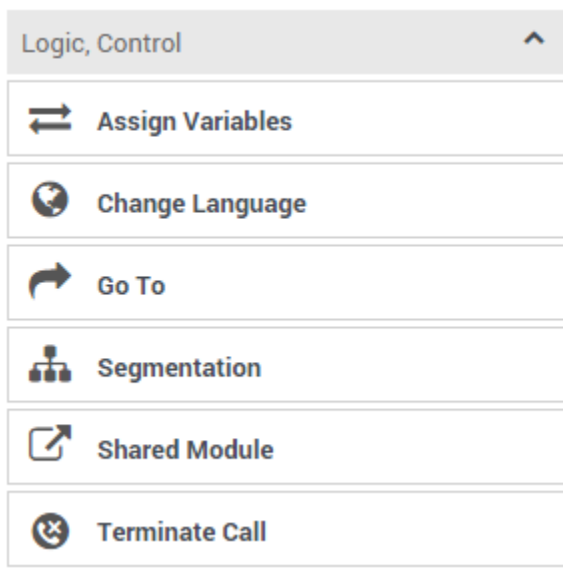 Logic, Control
Assign Variables
Change Language
Go To
Segmentation
Shared Module
Terminate Call